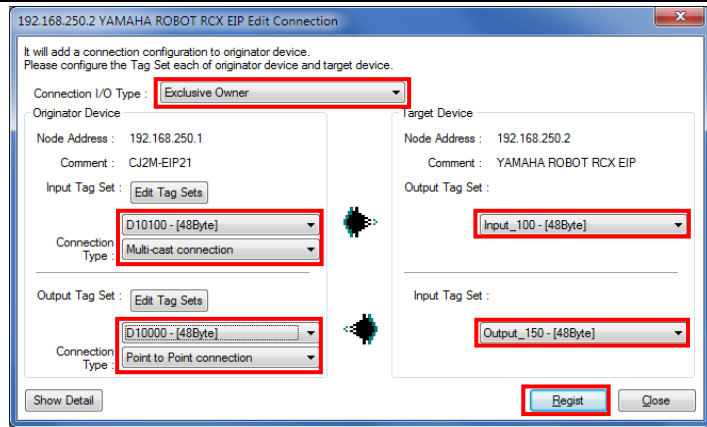 192.168.250.2 YAMAHA ROBOT RCX EIP Edit Connection
It will add a connection configuration to originator device.
Please configure the Tag Set each of originator device and target device.
Connection I/O Type : Exclusive Owner
Originator Device
Node Address : 192.168.250.1
Comment : CJ2M-EIP21
Input Tag Set : Edit Tag Sets
D10100 - [48Byte]
Connection Type : Multi-cast connection
Output Tag Set : Edit Tag Sets
D10000 - [48Byte]
Connection Type : Point to Point connection
Target Device
Node Address : 192.168.250.2
Comment : YAMAHA ROBOT RCX EIP
Output Tag Set :
Input_100 - [48Byte]
Input Tag Set :
Output_150 - [48Byte]
Show Detail
Regist
Close